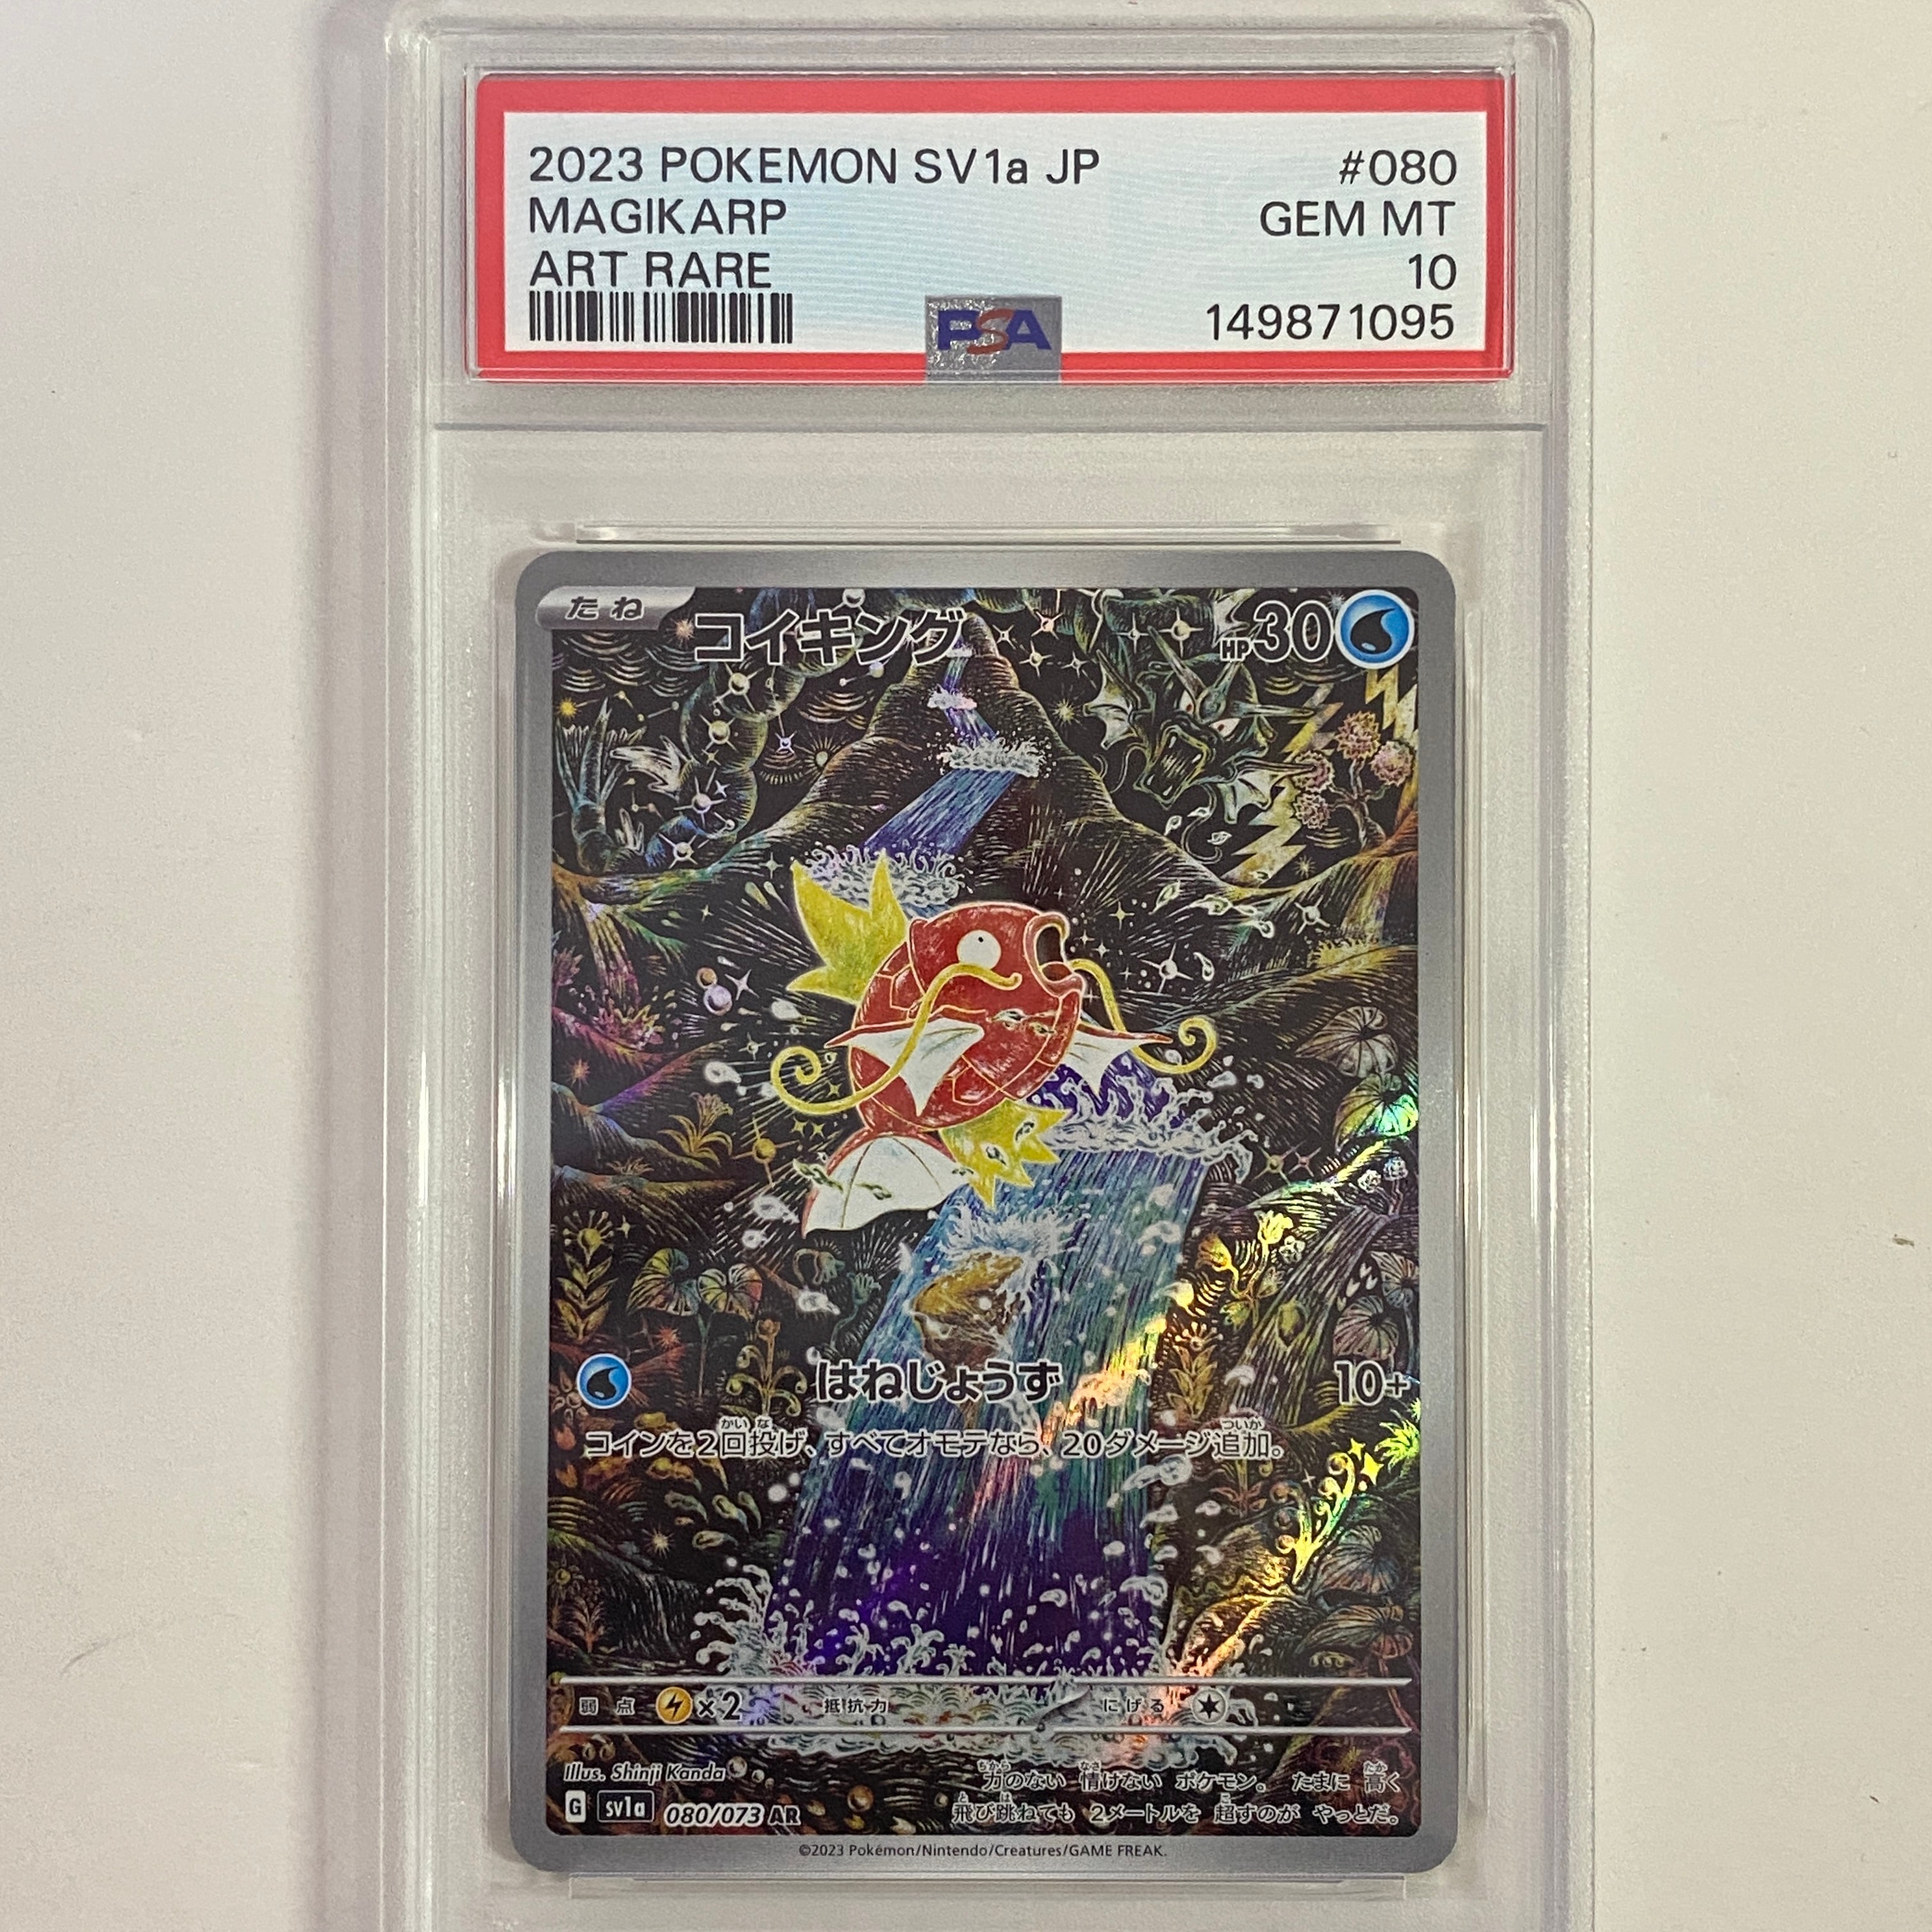 2023 POKEMON SV1a JP #080
MAGIKARP GEM MT
ART RARE 10
PSA 149871095
たね コイキング HP30
はねじょうず 10+
コインを2回投げ、すべてオモテなら、20ダメージ追加。
弱点 ×2 抵抗力 にげる
Illus. Shinji Kanda
力のない 情けない ポケモン。 たまに 高く
飛び跳ねても 2メートルを 超すのが やっとだ。
G sv1a 080/073 AR
©2023 Pokémon/Nintendo/Creatures/GAME FREAK.